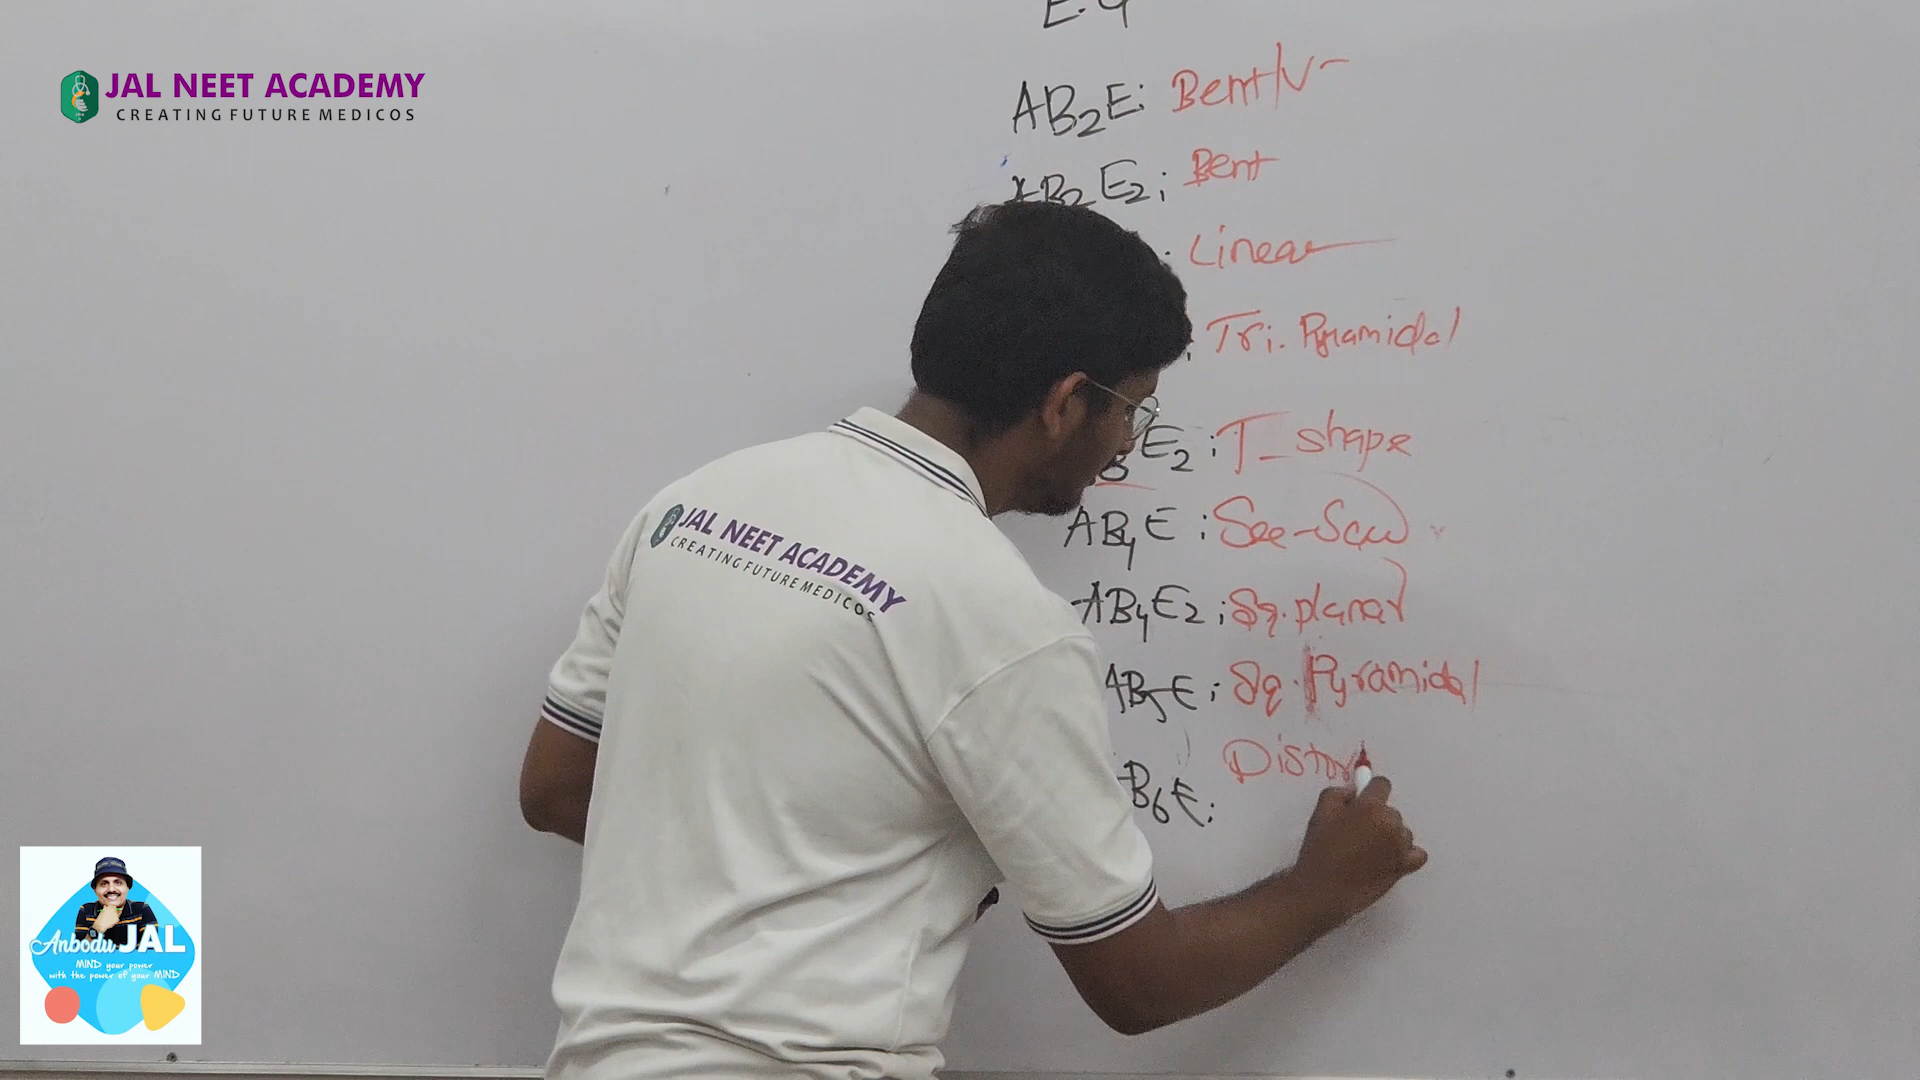 JAL NEET ACADEMY
CREATING FUTURE MEDICOS
E.G
AB2E: Bent/V-
AB2E2; Bent
Linear
; Tri. Pyramidal
E2; T-shape
AB4E: See-Saw
AB4E2; Sq. planar
AB5E; Sq. Pyramidal
B6E; Distor
JAL NEET ACADEMY
CREATING FUTURE MEDICOS
Anbodu JAL
MIND your power
with the power of your MIND